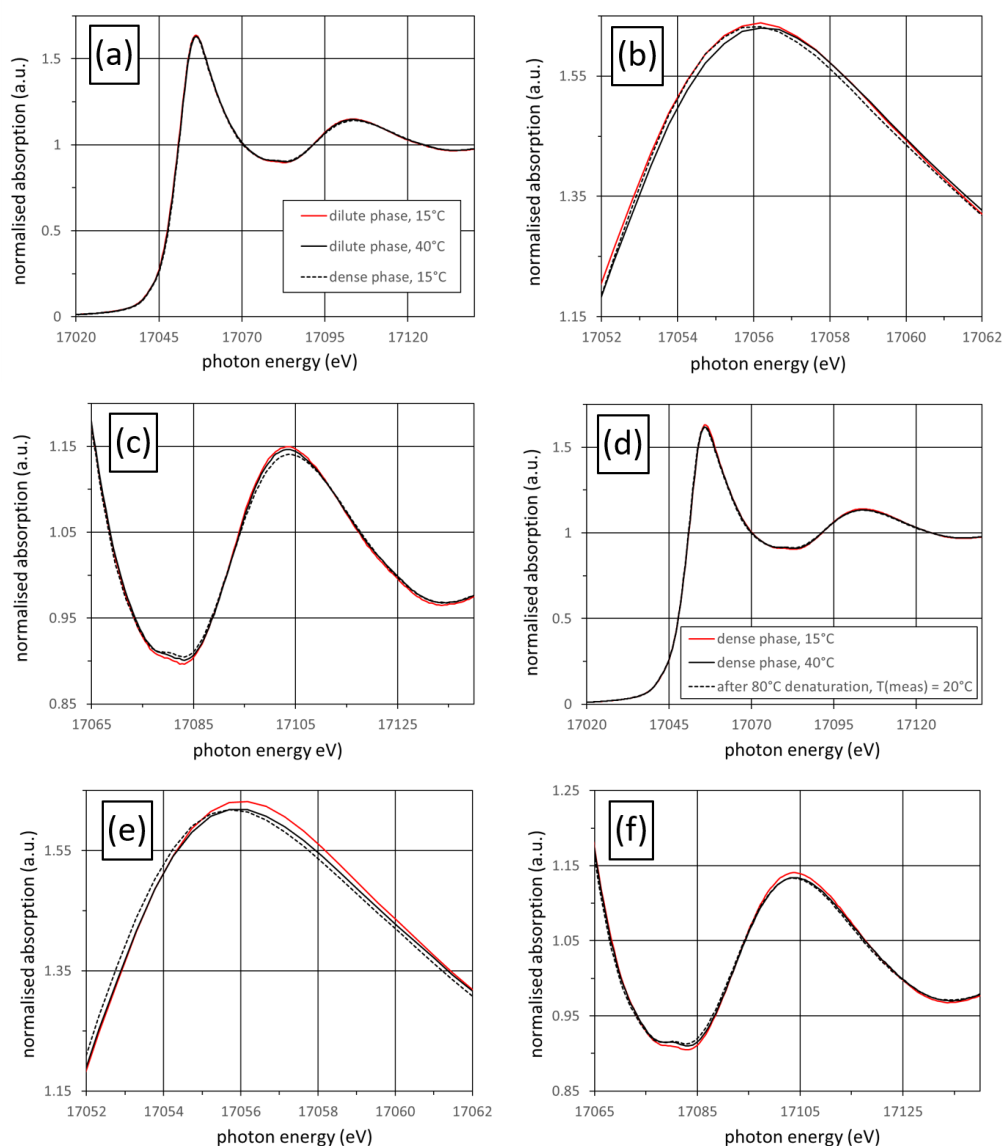 (a)
normalised absorption (a.u.)
1.5
1
0.5
0
17020
17045
17070
17095
17120
photon energy (eV)
dilute phase, 15°C
dilute phase, 40°C
dense phase, 15°C
(b)
normalised absorption (a.u.)
1.55
1.35
1.15
17052
17054
17056
17058
17060
17062
photon energy (eV)
(c)
normalised absorption (a.u.)
1.15
1.05
0.95
0.85
17065
17085
17105
17125
photon energy eV)
(d)
normalised absorption (a.u.)
1.5
1
0.5
0
17020
17045
17070
17095
17120
photon energy (eV)
dense phase, 15°C
dense phase, 40°C
after 80°C denaturation, T(meas) = 20°C
(e)
normalised absorption (a.u.)
1.55
1.35
1.15
17052
17054
17056
17058
17060
17062
photon energy (eV)
(f)
normalised absorption (a.u.)
1.25
1.15
1.05
0.95
0.85
17065
17085
17105
17125
photon energy (eV)